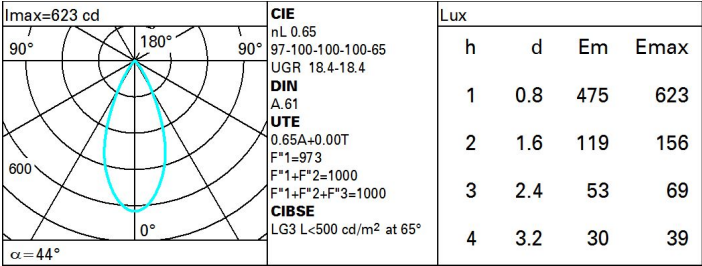 Imax=623 cd
90° 180° 90°
600
0°
α=44°
CIE
nL 0.65
97-100-100-100-65
UGR 18.4-18.4
DIN
A.61
UTE
0.65A+0.00T
F"1=973
F"1+F"2=1000
F"1+F"2+F"3=1000
CIBSE
LG3 L<500 cd/m² at 65°
Lux
h d Em Emax
1 0.8 475 623
2 1.6 119 156
3 2.4 53 69
4 3.2 30 39